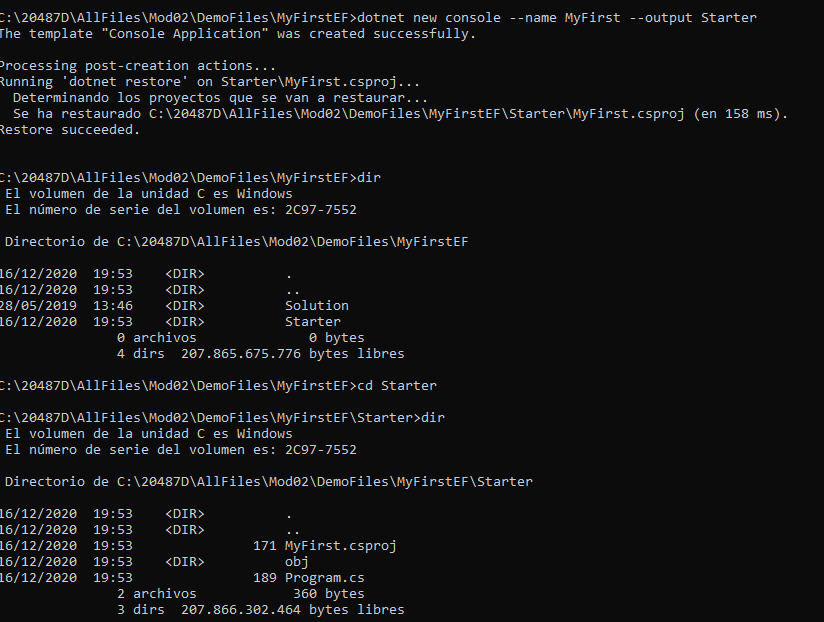 C:\20487D\AllFiles\Mod02\DemoFiles\MyFirstEF>dotnet new console --name MyFirst --output Starter
The template "Console Application" was created successfully.
Processing post-creation actions...
Running 'dotnet restore' on Starter\MyFirst.csproj...
Determinando los proyectos que se van a restaurar...
Se ha restaurado C:\20487D\AllFiles\Mod02\DemoFiles\MyFirstEF\Starter\MyFirst.csproj (en 158 ms).
Restore succeeded.
C:\20487D\AllFiles\Mod02\DemoFiles\MyFirstEF>dir
El volumen de la unidad C es Windows
El número de serie del volumen es: 2C97-7552
Directorio de C:\20487D\AllFiles\Mod02\DemoFiles\MyFirstEF
16/12/2020  19:53    <DIR>          .
16/12/2020  19:53    <DIR>          ..
28/05/2019  13:46    <DIR>          Solution
16/12/2020  19:53    <DIR>          Starter
0 archivos              0 bytes
4 dirs  207.865.675.776 bytes libres
C:\20487D\AllFiles\Mod02\DemoFiles\MyFirstEF>cd Starter
C:\20487D\AllFiles\Mod02\DemoFiles\MyFirstEF\Starter>dir
El volumen de la unidad C es Windows
El número de serie del volumen es: 2C97-7552
Directorio de C:\20487D\AllFiles\Mod02\DemoFiles\MyFirstEF\Starter
16/12/2020  19:53    <DIR>          .
16/12/2020  19:53    <DIR>          ..
16/12/2020  19:53               171 MyFirst.csproj
16/12/2020  19:53    <DIR>          obj
16/12/2020  19:53               189 Program.cs
2 archivos            360 bytes
3 dirs  207.866.302.464 bytes libres